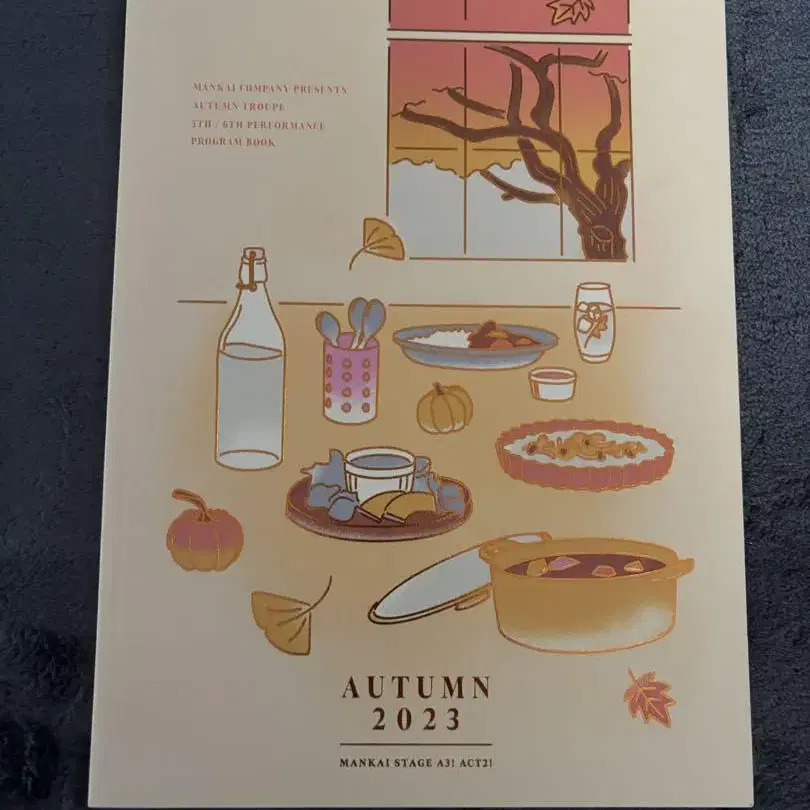 MANKAI COMPANY PRESENTS
AUTUMN TROUPE
5TH / 6TH PERFORMANCE
PROGRAM BOOK
AUTUMN
2023
MANKAI STAGE A3! ACT2!